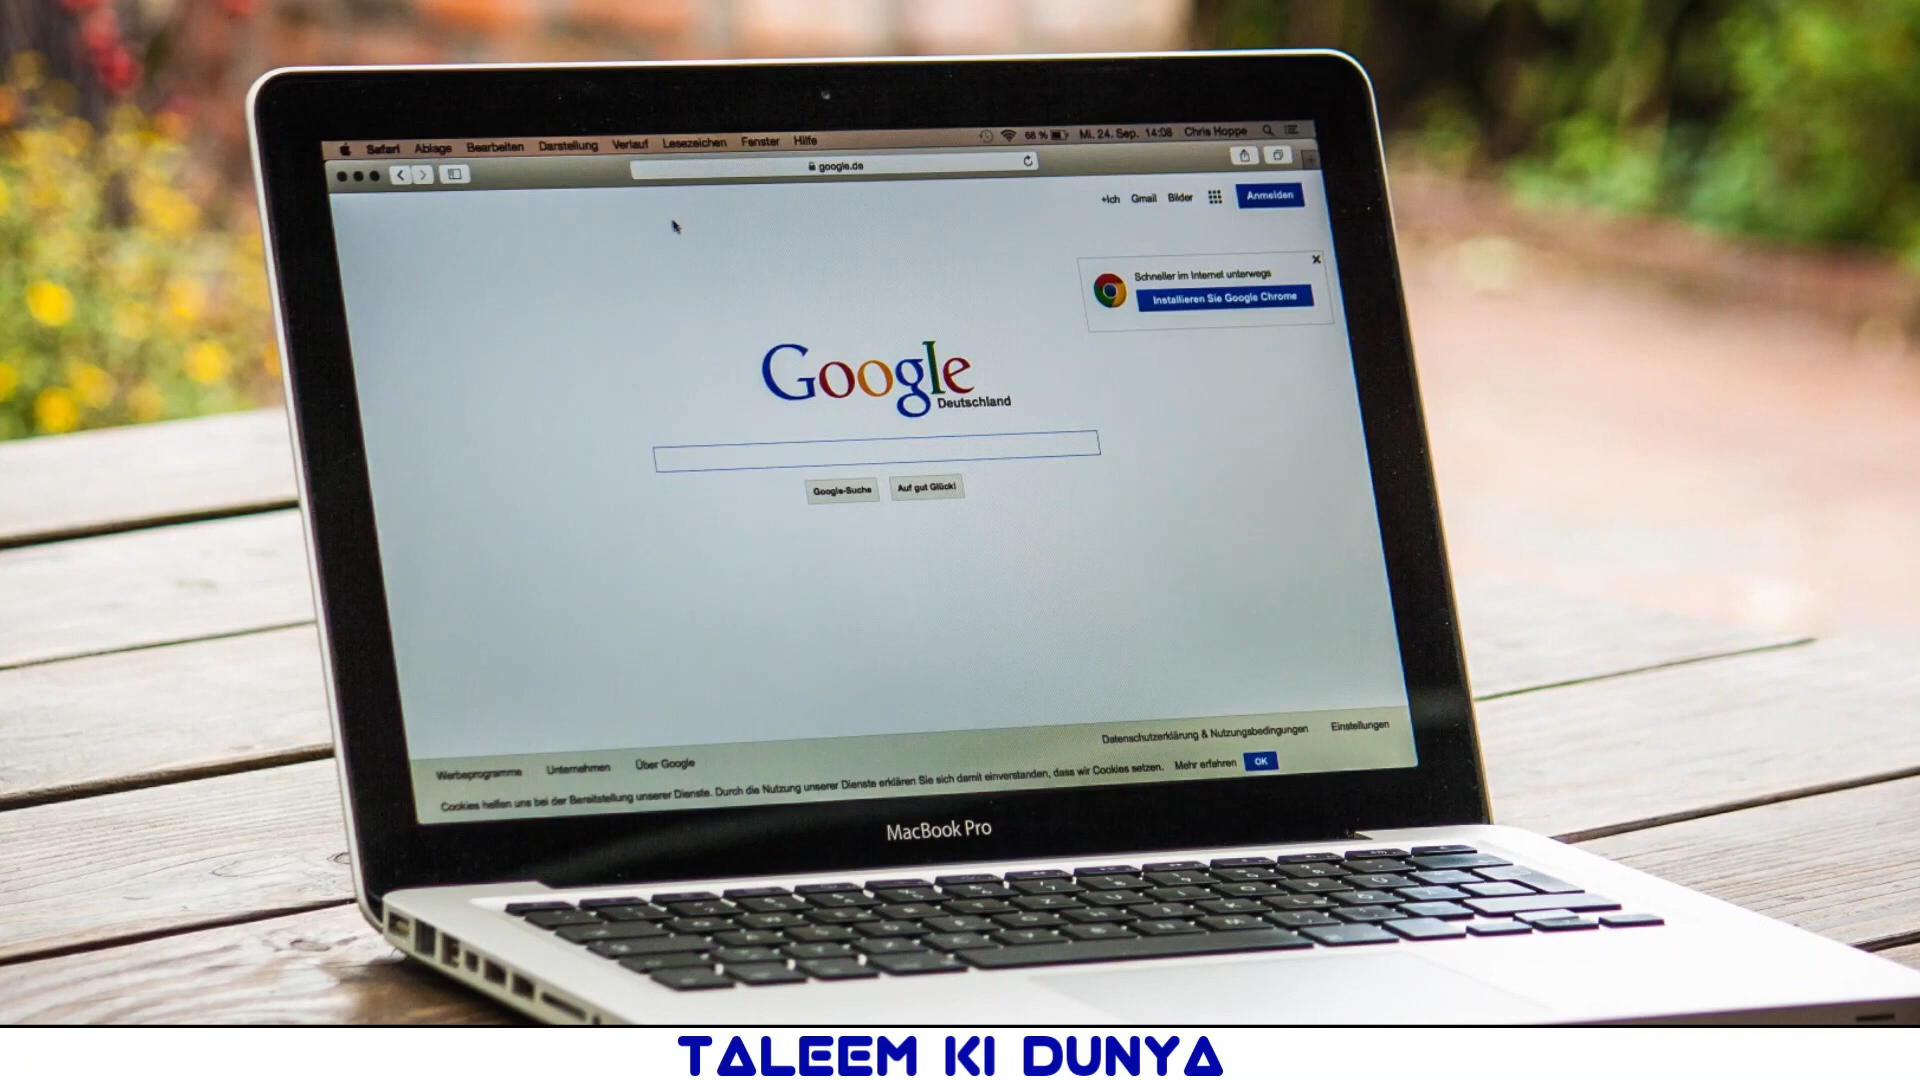 Safari Ablage Bearbeiten Darstellung Verlauf Lesezeichen Fenster Hilfe 68 % Mi. 24. Sep. 14:08 Chris Hoppe
google.de
+Ich Gmail Bilder Anmelden
Schneller im Internet unterwegs
Installieren Sie Google Chrome
Google
Deutschland
Google-Suche Auf gut Glück!
Werbeprogramme Unternehmen Über Google Datenschutzerklärung & Nutzungsbedingungen Einstellungen
Cookies helfen uns bei der Bereitstellung unserer Dienste. Durch die Nutzung unserer Dienste erklären Sie sich damit einverstanden, dass wir Cookies setzen. Mehr erfahren OK
MacBook Pro
TALEEM KI DUNYA